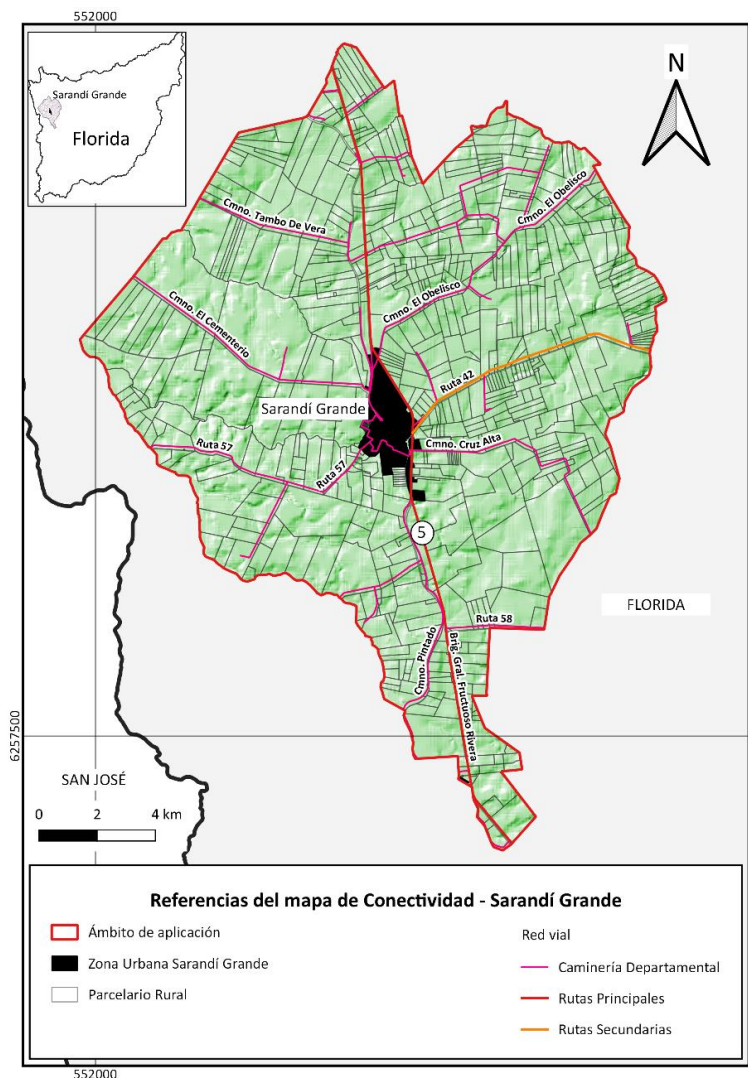 552000
Sarandí Grande
Florida
N
Cmno. Tambo De Vera
Cmno. El Obelisco
Cmno. El Cementerio
Cmno. El Obelisco
Ruta 42
Sarandí Grande
Ruta 57
Cmno. Cruz Alta
Ruta 57
5
FLORIDA
Ruta 58
Cmno. Pintado
Brig. Gral. Fructuoso Rivera
6257500
SAN JOSÉ
0 2 4 km
Referencias del mapa de Conectividad - Sarandí Grande
Ámbito de aplicación
Zona Urbana Sarandí Grande
Parcelario Rural
Red vial
Caminería Departamental
Rutas Principales
Rutas Secundarias
552000